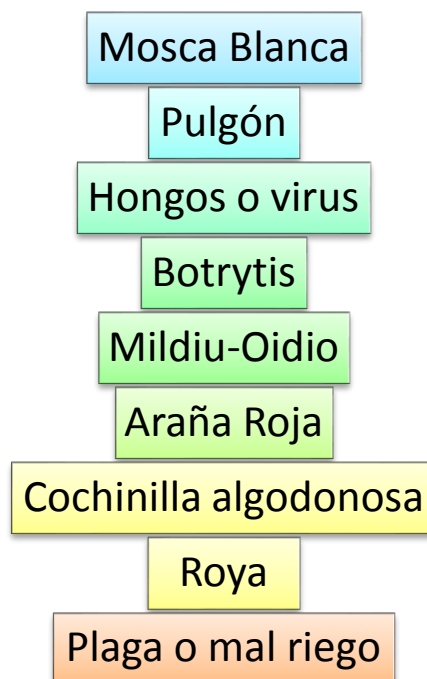 Mosca Blanca
Pulgón
Hongos o virus
Botrytis
Mildiu-Oidio
Araña Roja
Cochinilla algodonosa
Roya
Plaga o mal riego